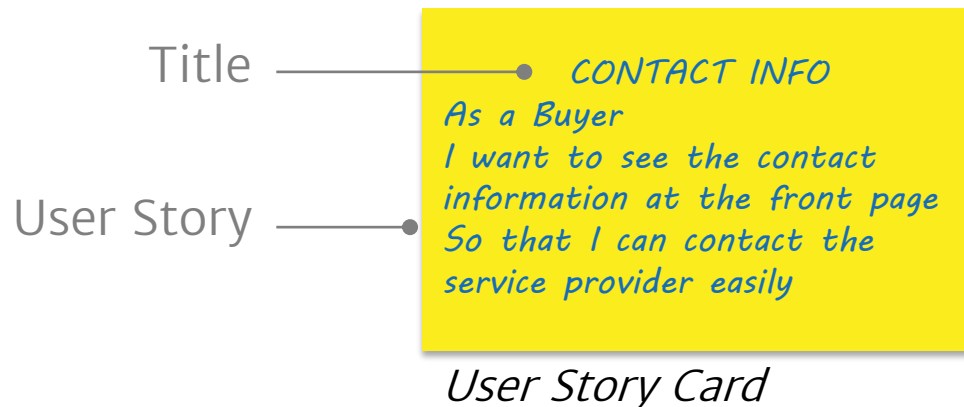 Title
CONTACT INFO
As a Buyer
I want to see the contact
information at the front page
User Story
So that I can contact the
service provider easily
User Story Card